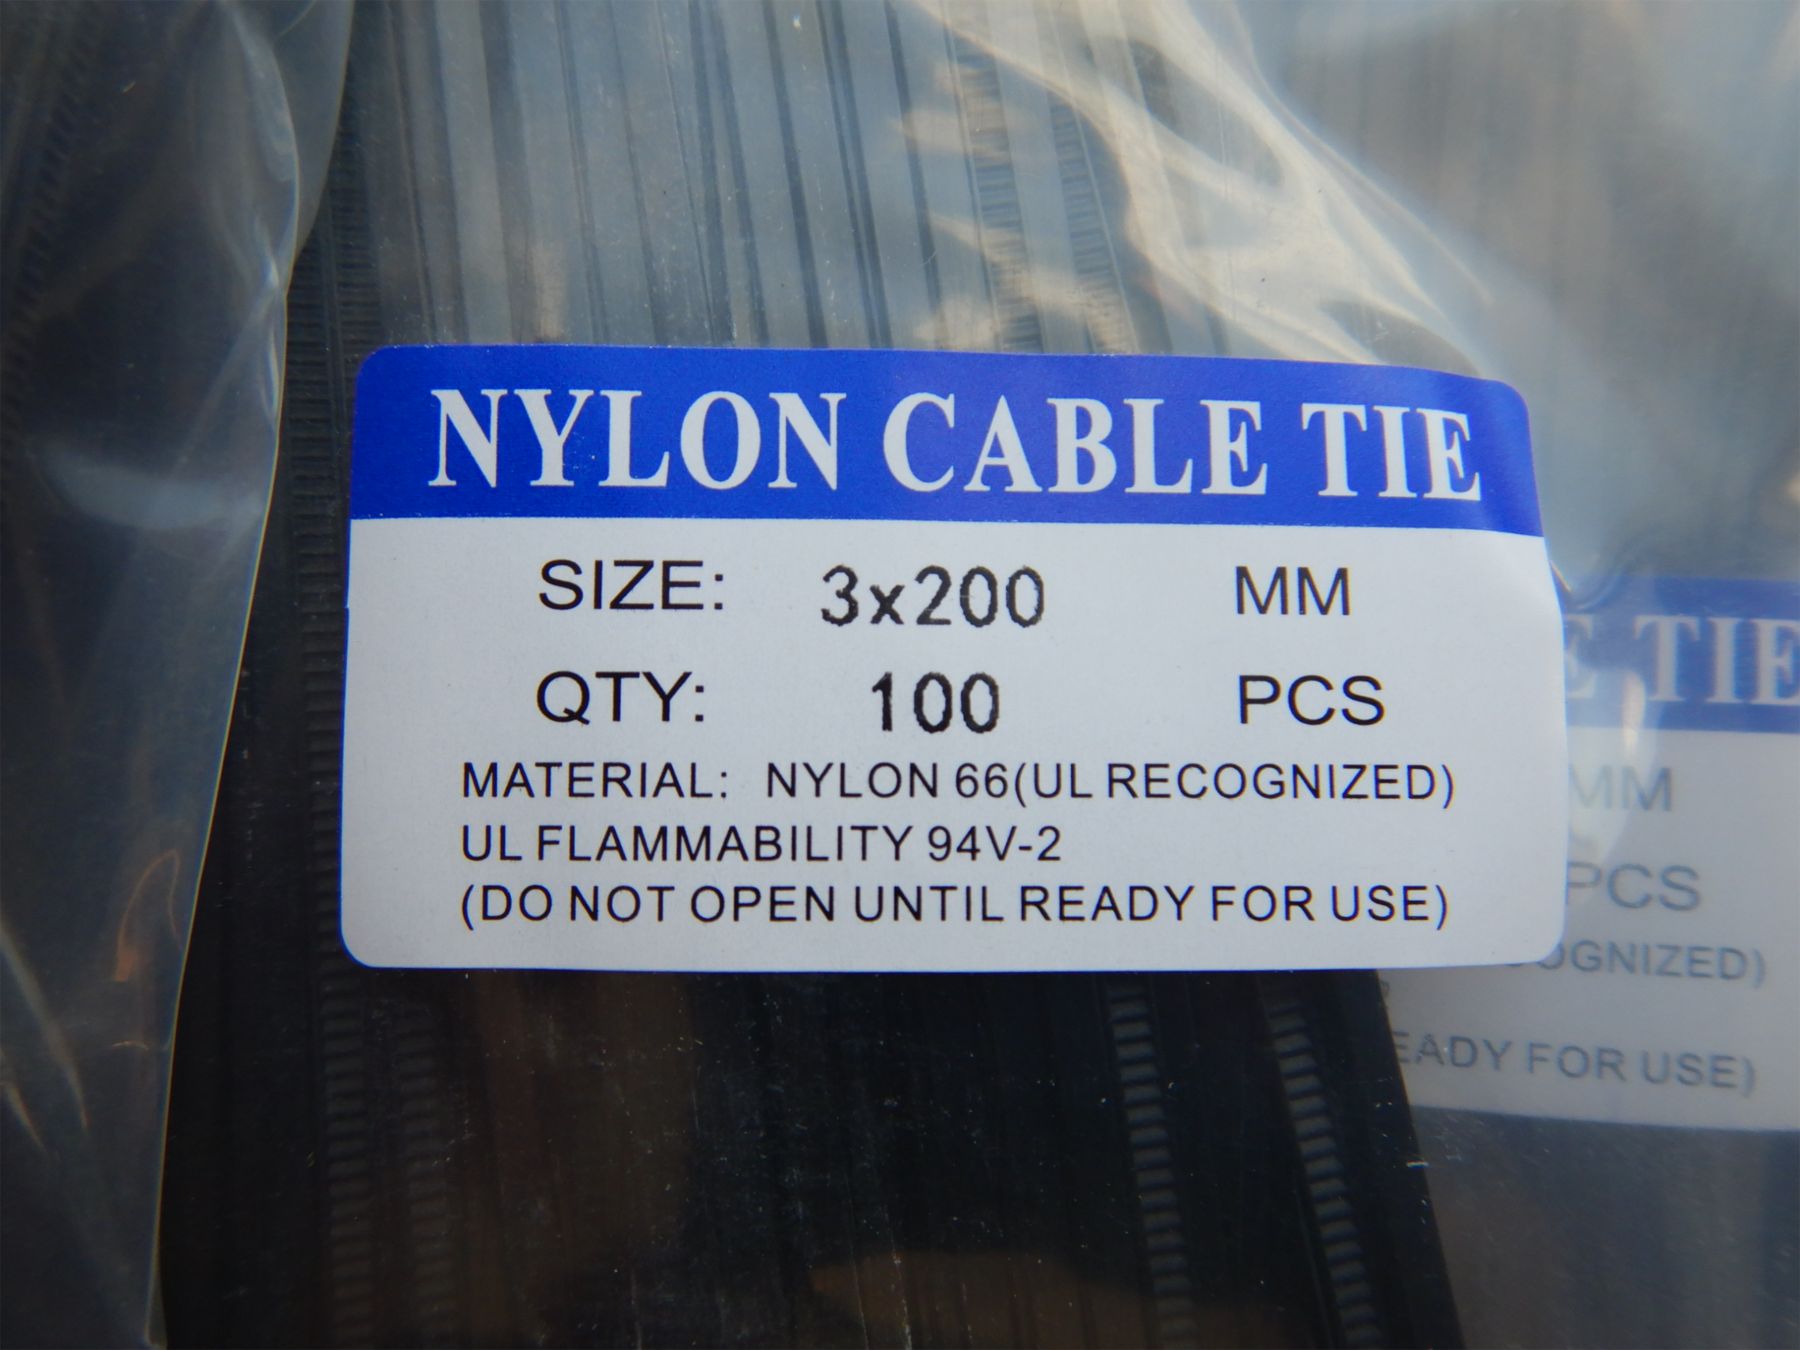 NYLON CABLE TIE
SIZE: 3x200 MM
QTY: 100 PCS
MATERIAL: NYLON 66(UL RECOGNIZED)
UL FLAMMABILITY 94V-2
(DO NOT OPEN UNTIL READY FOR USE)
E TIE
MM
PCS
OGNIZED)
EADY FOR USE)